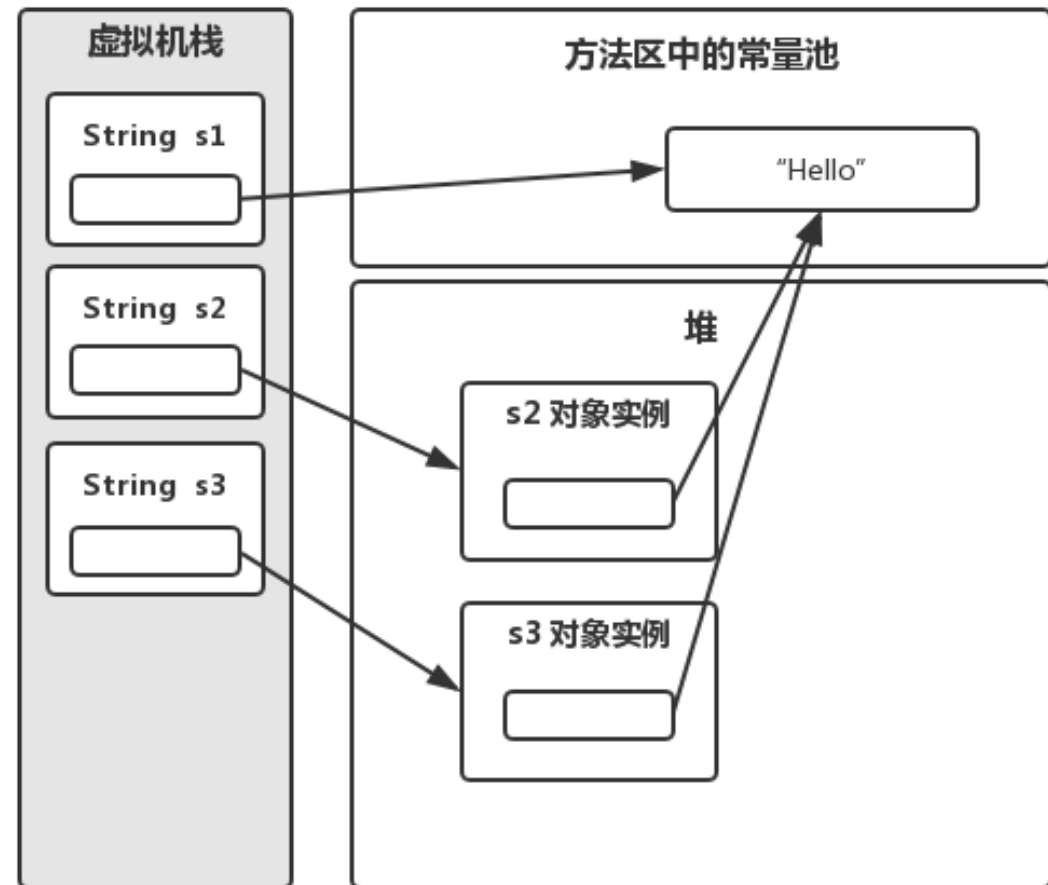 虚拟机栈
String s1
String s2
String s3
方法区中的常量池
“Hello”
堆
s2 对象实例
s3 对象实例